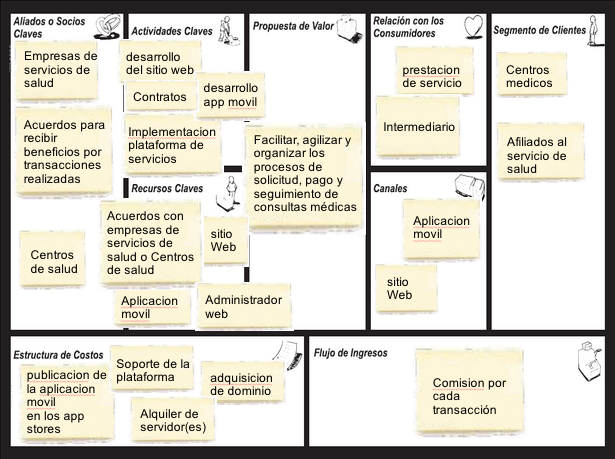 Aliados o Socios
Claves
Empresas de
servicios de
salud
Acuerdos para
recibir
beneficios por
transacciones
realizadas
Centros
de salud
Actividades Claves
desarrollo
del sitio web
Contratos
desarrollo
app movil
Implementacion
plataforma de
servicios
Recursos Claves
Acuerdos con
empresas de
servicios de
salud o Centros
de salud
sitio
Web
Aplicacion
movil
Administrador
web
Propuesta de Valor
Facilitar, agilizar y
organizar los
procesos de
solicitud, pago y
seguimiento de
consultas médicas
Relación con los
Consumidores
prestacion
de servicio
Intermediario
Canales
Aplicacion
movil
sitio
Web
Segmento de Clientes
Centros
medicos
Afiliados al
servicio de
salud
Estructura de Costos
publicacion de
la aplicacion
movil
en los app
stores
Soporte de la
plataforma
Alquiler de
servidor(es)
adquisicion
de dominio
Flujo de Ingresos
Comision por
cada
transacción